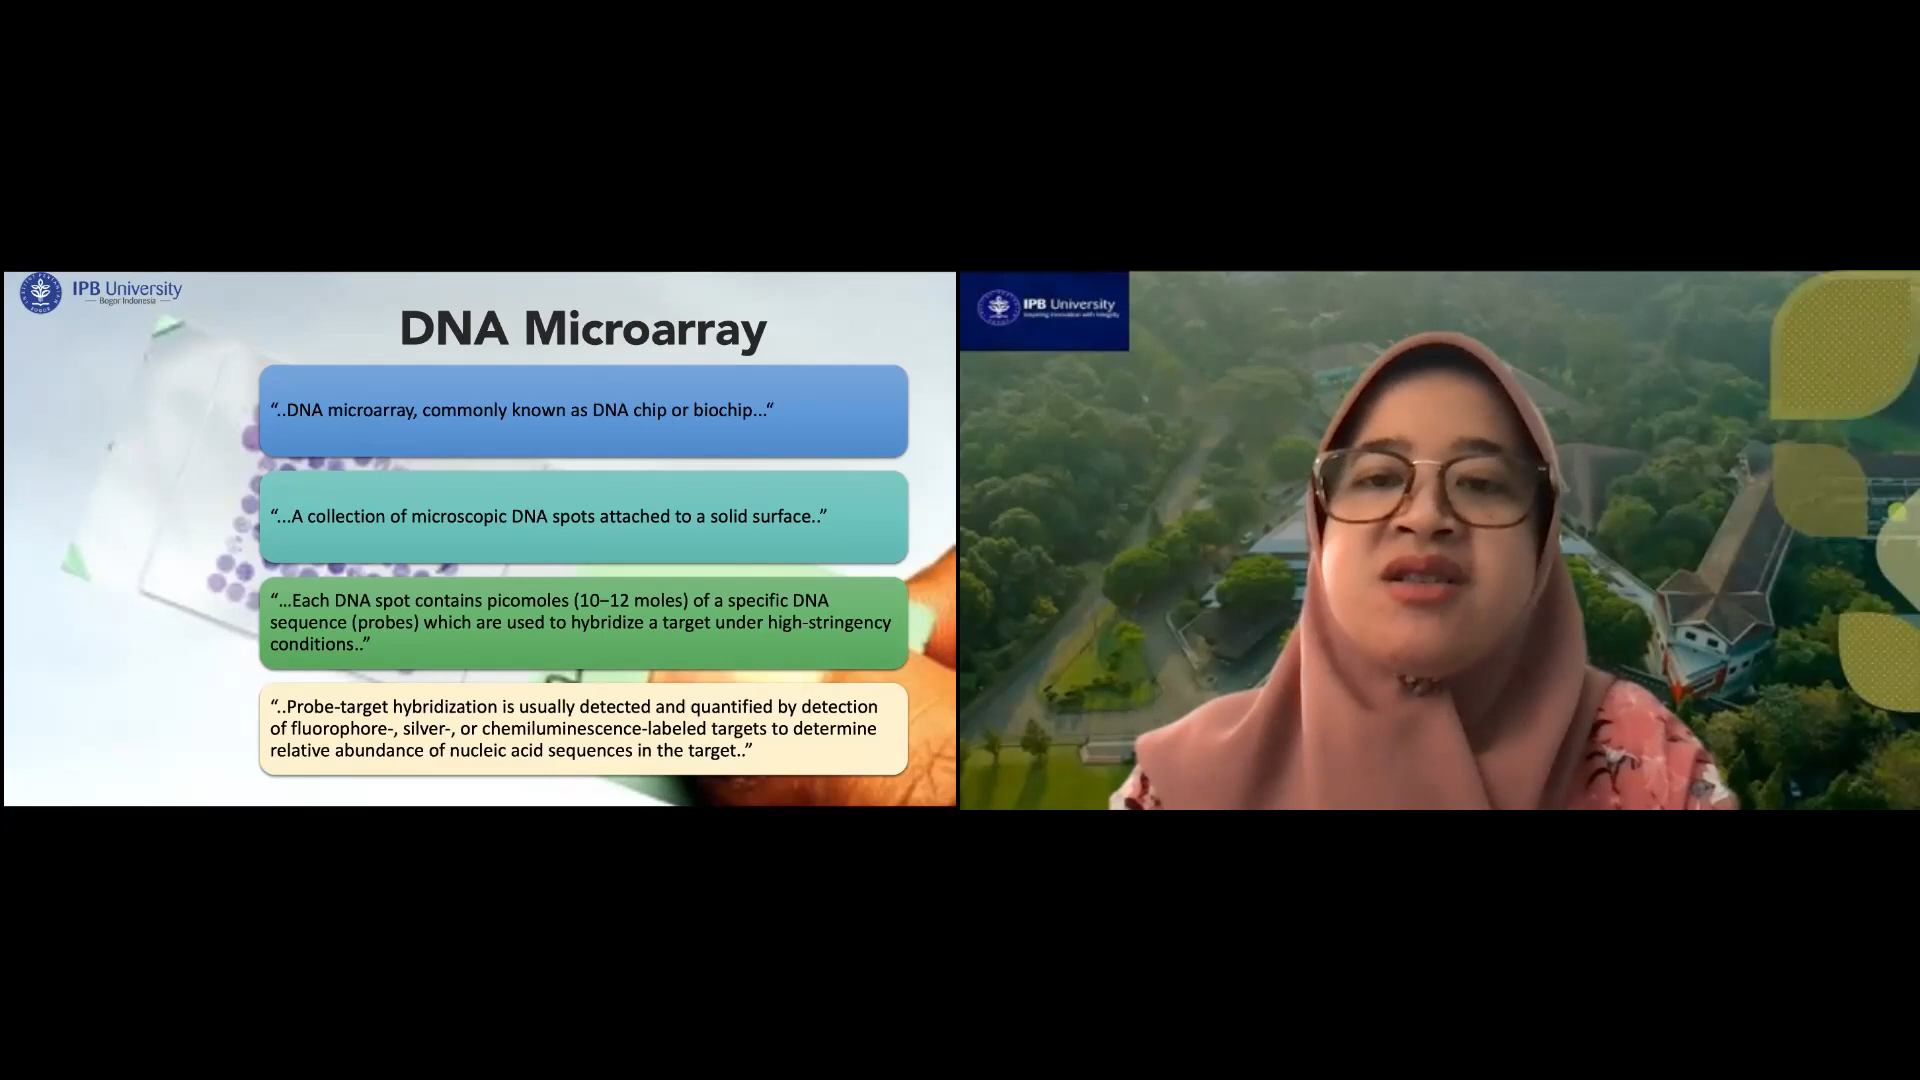 IPB University
Bogor Indonesia
DNA Microarray
“..DNA microarray, commonly known as DNA chip or biochip...“
“...A collection of microscopic DNA spots attached to a solid surface..”
“...Each DNA spot contains picomoles (10–12 moles) of a specific DNA
sequence (probes) which are used to hybridize a target under high-stringency
conditions..”
“..Probe-target hybridization is usually detected and quantified by detection
of fluorophore-, silver-, or chemiluminescence-labeled targets to determine
relative abundance of nucleic acid sequences in the target..”
IPB University
Inspiring Innovation with Integrity